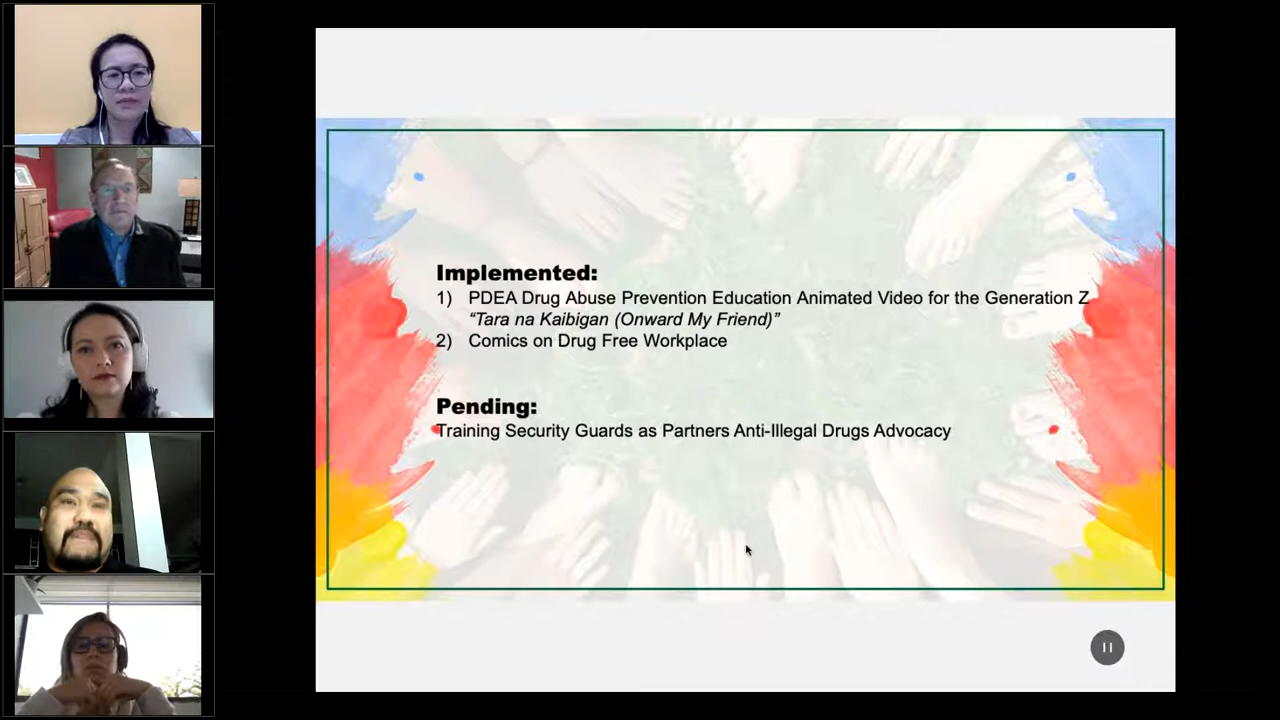 Implemented:
1) PDEA Drug Abuse Prevention Education Animated Video for the Generation Z
“Tara na Kaibigan (Onward My Friend)”
2) Comics on Drug Free Workplace
Pending:
Training Security Guards as Partners Anti-Illegal Drugs Advocacy